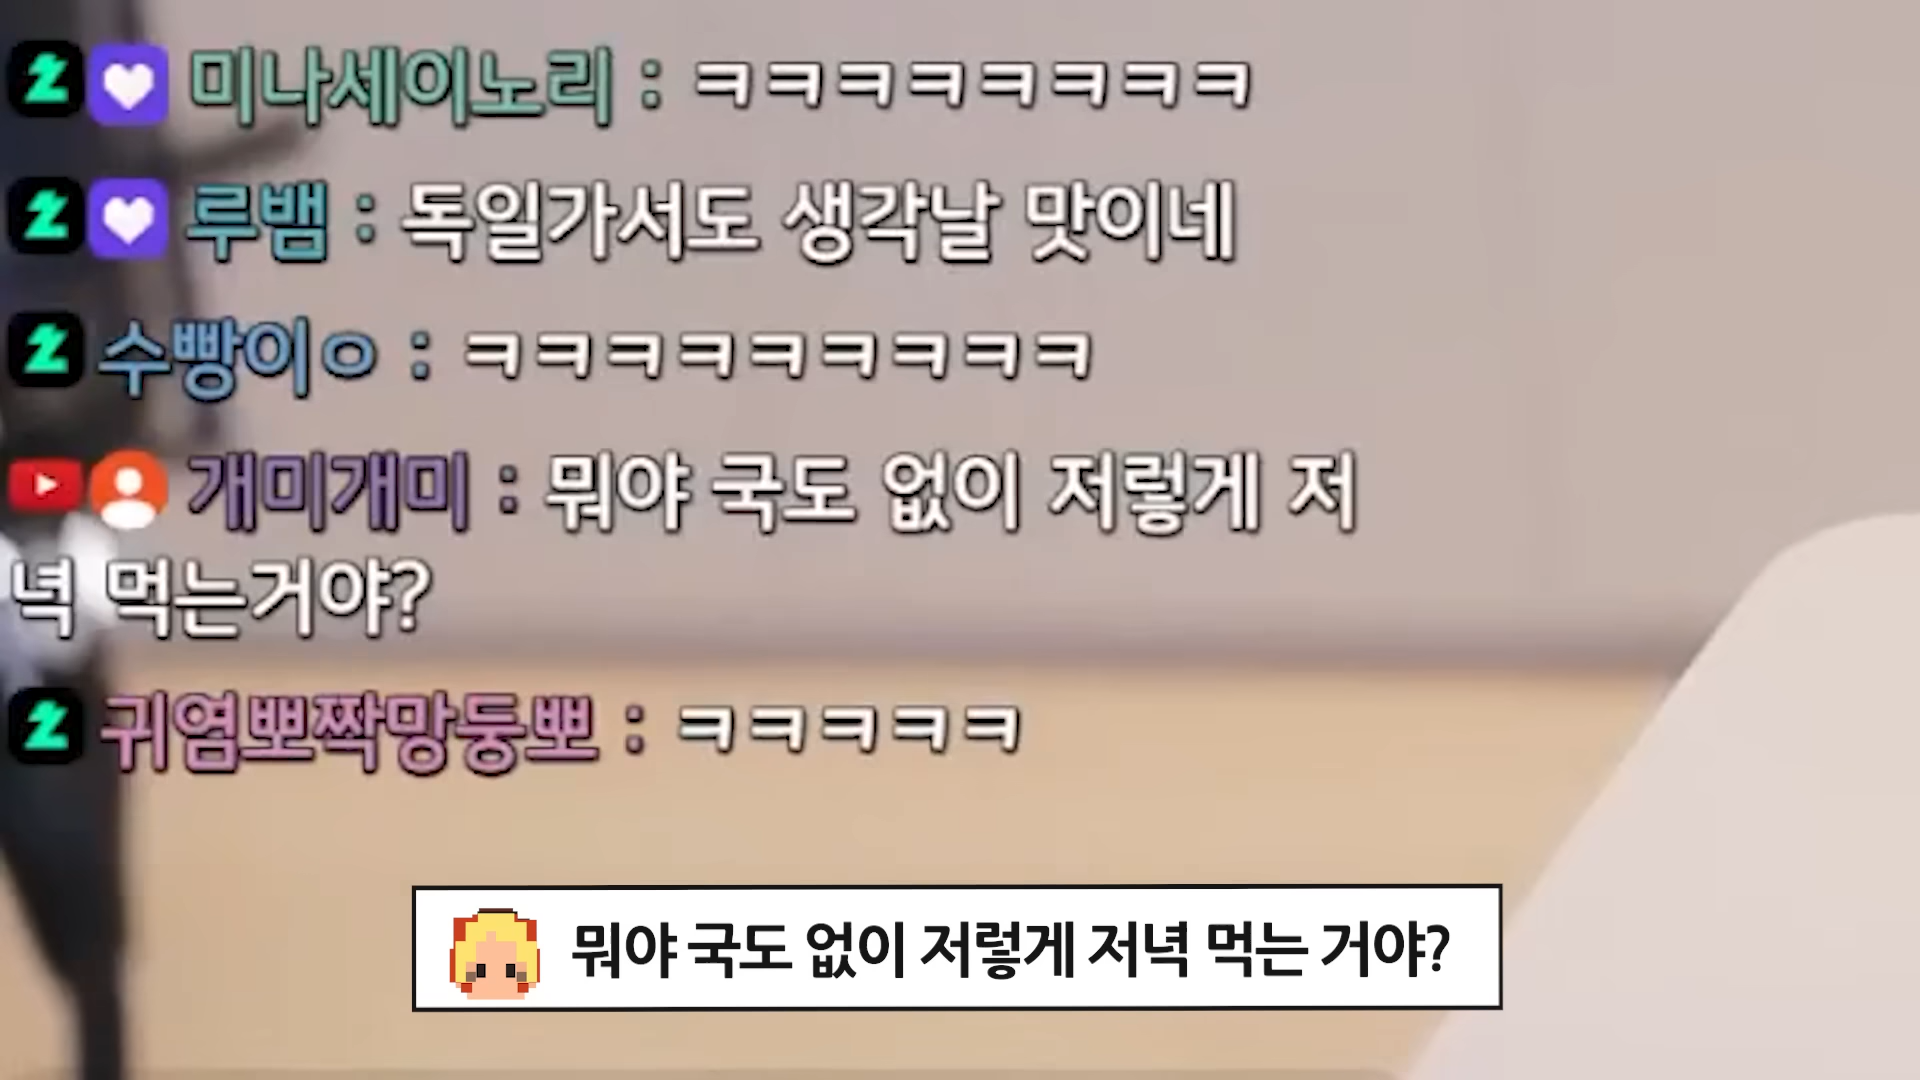 미나세이노리 : ㅋㅋㅋㅋㅋㅋㅋㅋ
루뱀 : 독일가서도 생각날 맛이네
수빵이ㅇ : ㅋㅋㅋㅋㅋㅋㅋㅋㅋ
개미개미 : 뭐야 국도 없이 저렇게 저
녁 먹는거야?
귀염뽀짝망둥뽀 : ㅋㅋㅋㅋㅋ
뭐야 국도 없이 저렇게 저녁 먹는 거야?